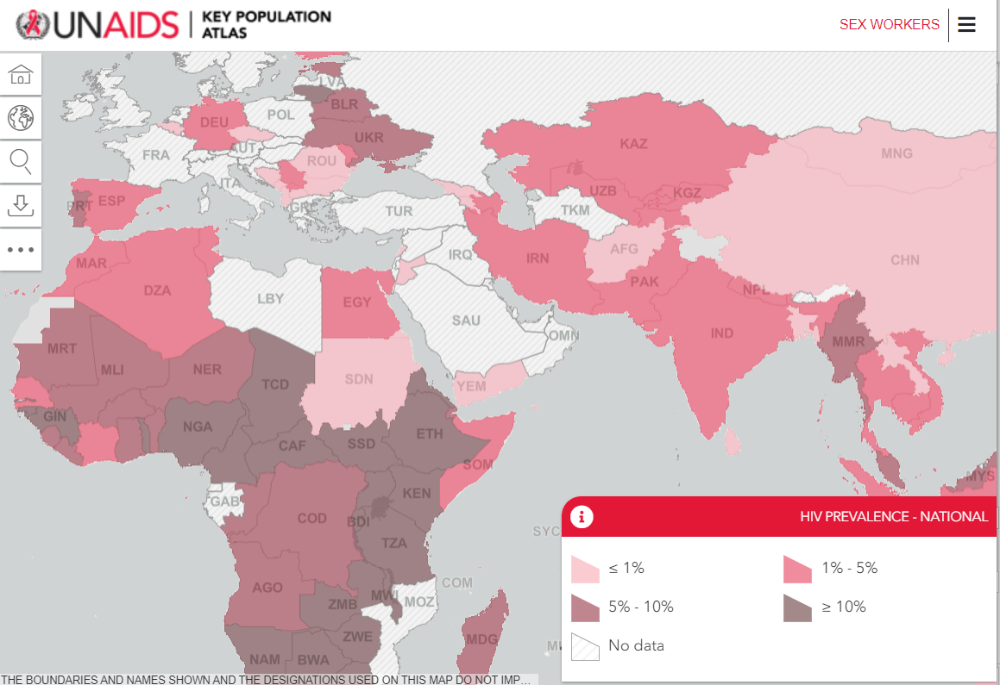 UNAIDS
KEY POPULATION
ATLAS
SEX WORKERS
LVA
BLR
POL
DEU
UKR
KAZ
FRA
AUT
ROU
MNG
ITA
UZB
KGZ
PRT
ESP
GRC
TUR
TKM
AFG
IRQ
IRN
CHN
MAR
DZA
PAK
LBY
EGY
NPL
SAU
IND
OMN
MRT
MMR
MLI
NER
SDN
TCD
YEM
GIN
NGA
ETH
CAF
SSD
SOM
MYS
KEN
GAB
COD
BDI
SYC
TZA
COM
AGO
MWI
ZMB
MOZ
ZWE
MDG
NAM
BWA
HIV PREVALENCE - NATIONAL
≤ 1%
1% - 5%
5% - 10%
≥ 10%
No data
THE BOUNDARIES AND NAMES SHOWN AND THE DESIGNATIONS USED ON THIS MAP DO NOT IMP...